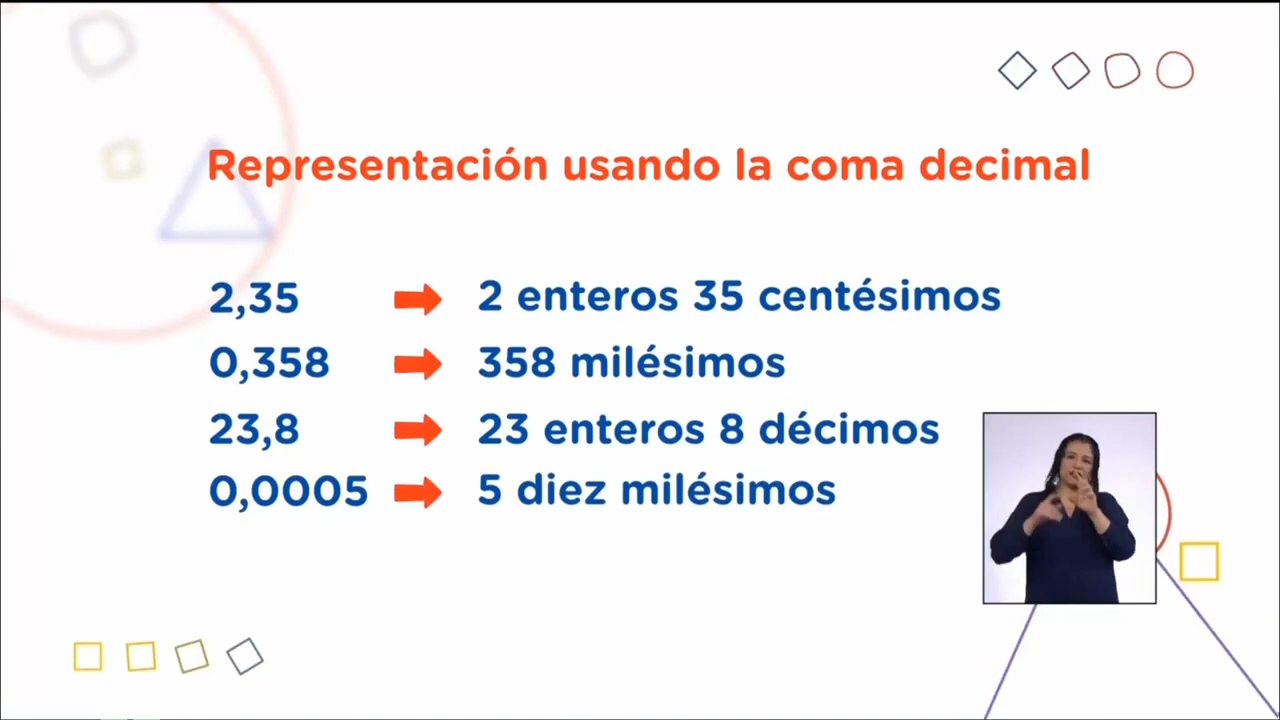 Representación usando la coma decimal
2,35 ➡ 2 enteros 35 centésimos
0,358 ➡ 358 milésimos
23,8 ➡ 23 enteros 8 décimos
0,0005 ➡ 5 diez milésimos